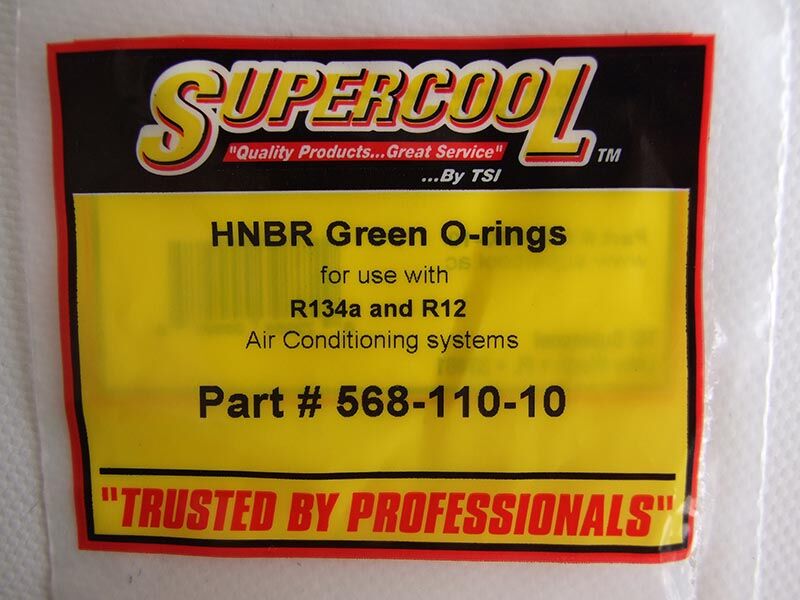 SUPERCOOL
"Quality Products...Great Service" TM
...By TSI
HNBR Green O-rings
for use with
R134a and R12
Air Conditioning systems
Part # 568-110-10
"TRUSTED BY PROFESSIONALS"